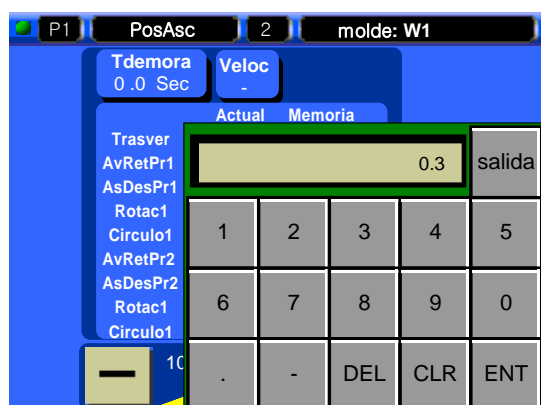 P1 PosAsc 2 molde: W1
Tdemora Veloc
0 .0 Sec -
Actual Memoria
Trasver
AvRetPr1
AsDesPr1
Rotac1
Circulo1
AvRetPr2
AsDesPr2
Rotac1
Circulo1
10
0.3 salida
1 2 3 4 5
6 7 8 9 0
. - DEL CLR ENT